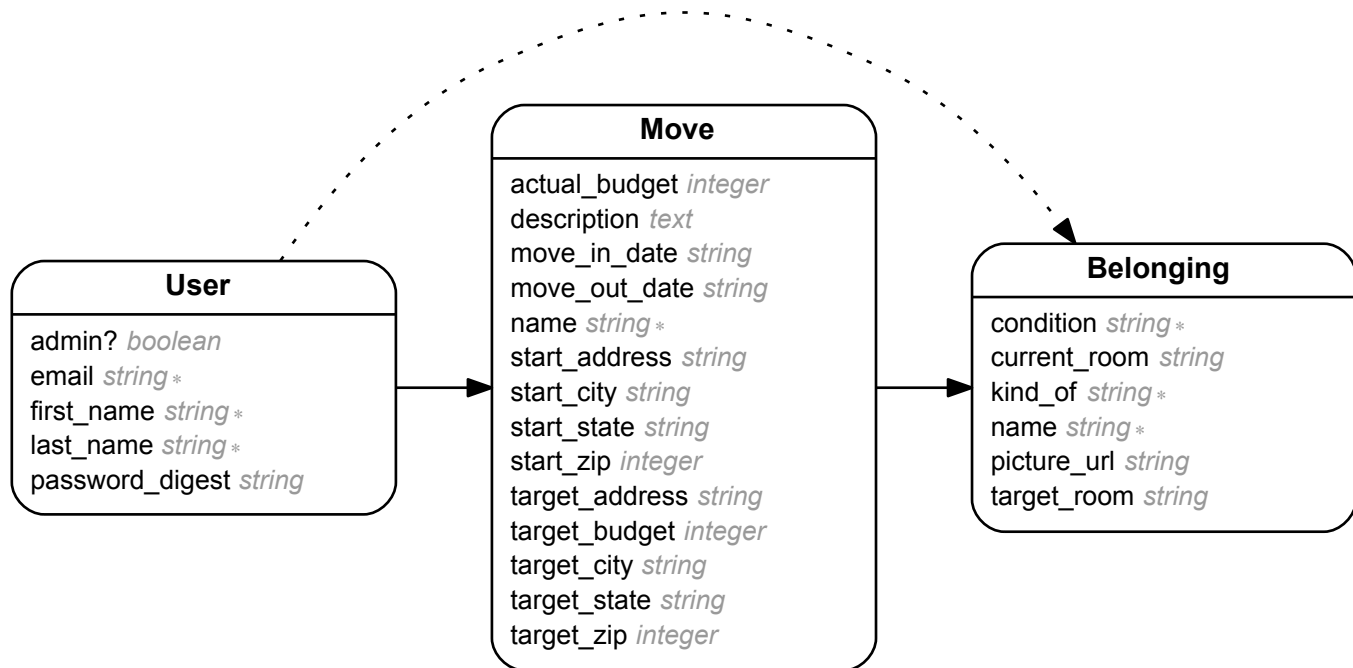 User
admin? boolean
email string *
first_name string *
last_name string *
password_digest string
Move
actual_budget integer
description text
move_in_date string
move_out_date string
name string *
start_address string
start_city string
start_state string
start_zip integer
target_address string
target_budget integer
target_city string
target_state string
target_zip integer
Belonging
condition string *
current_room string
kind_of string *
name string *
picture_url string
target_room string